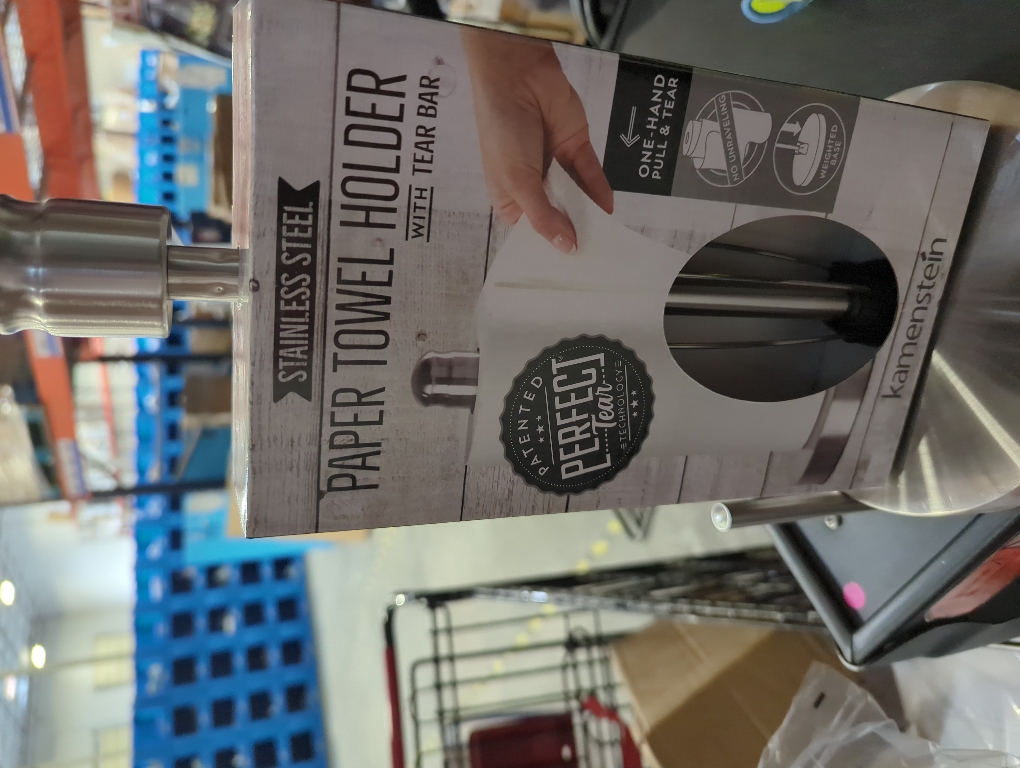 STAINLESS STEEL
PAPER TOWEL HOLDER
WITH TEAR BAR
ONE-HAND
PULL & TEAR
NO UNRAVELING
WEIGHTED
BASE
PATENTED
PERFECT
Tear
TECHNOLOGY
kamenstein